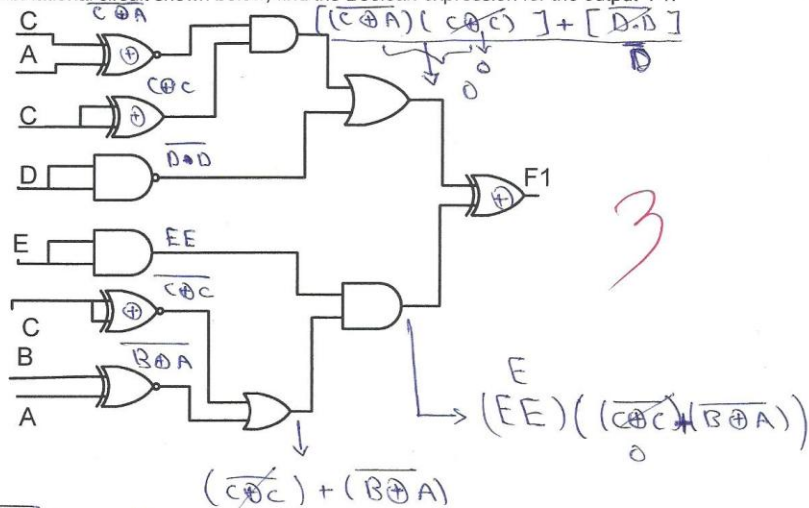 C
C⊕A̅
[(C̅⊕̅A̅)( C⊕C ) ] + [ D̅.̅D̅ ]
A
⊕
0
D̅
0
C⊕C
C
⊕
D̅•̅D̅
D
F1
⊕
3
E
EE
C̅⊕̅C̅
⊕
C
B
B̅⊕̅A̅
A
E
(EE)((C̅⊕̅C̅)+(B̅⊕̅A̅))
0
(C̅⊕̅C̅) + (B̅⊕̅A̅)